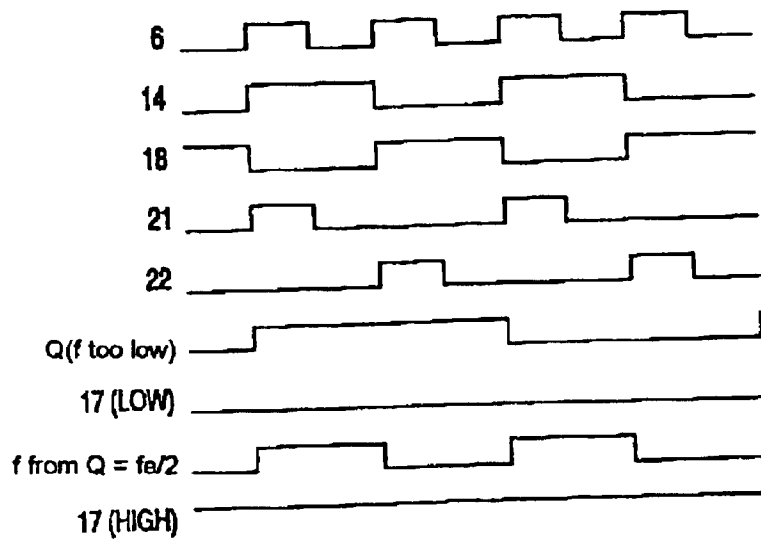 6
14
18
21
22
Q(f too low)
17 (LOW)
f from Q = fe/2
17 (HIGH)